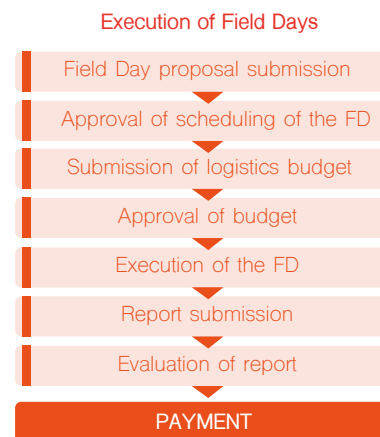 Execution of Field Days
Field Day proposal submission
Approval of scheduling of the FD
Submission of logistics budget
Approval of budget
Execution of the FD
Report submission
Evaluation of report
PAYMENT